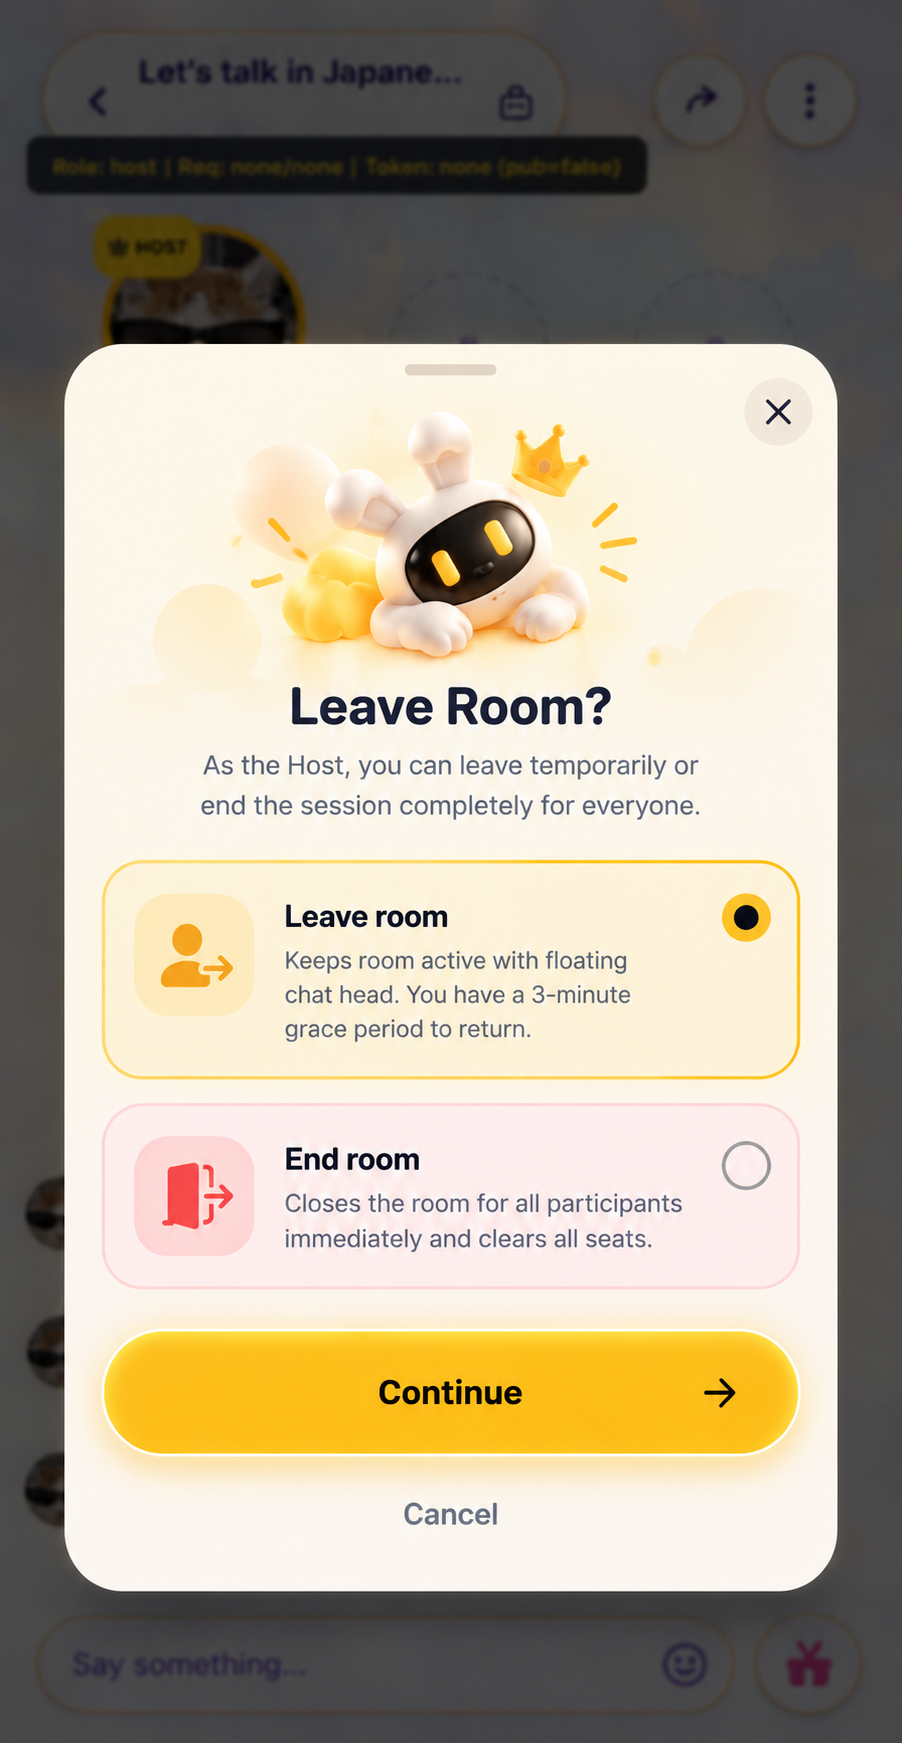 Let's talk in Japane...
Role: host | Req: none/none | Token: none (pub=false)
HOST
Leave Room?
As the Host, you can leave temporarily or
end the session completely for everyone.
Leave room
Keeps room active with floating
chat head. You have a 3-minute
grace period to return.
End room
Closes the room for all participants
immediately and clears all seats.
Continue
Cancel
Say something...